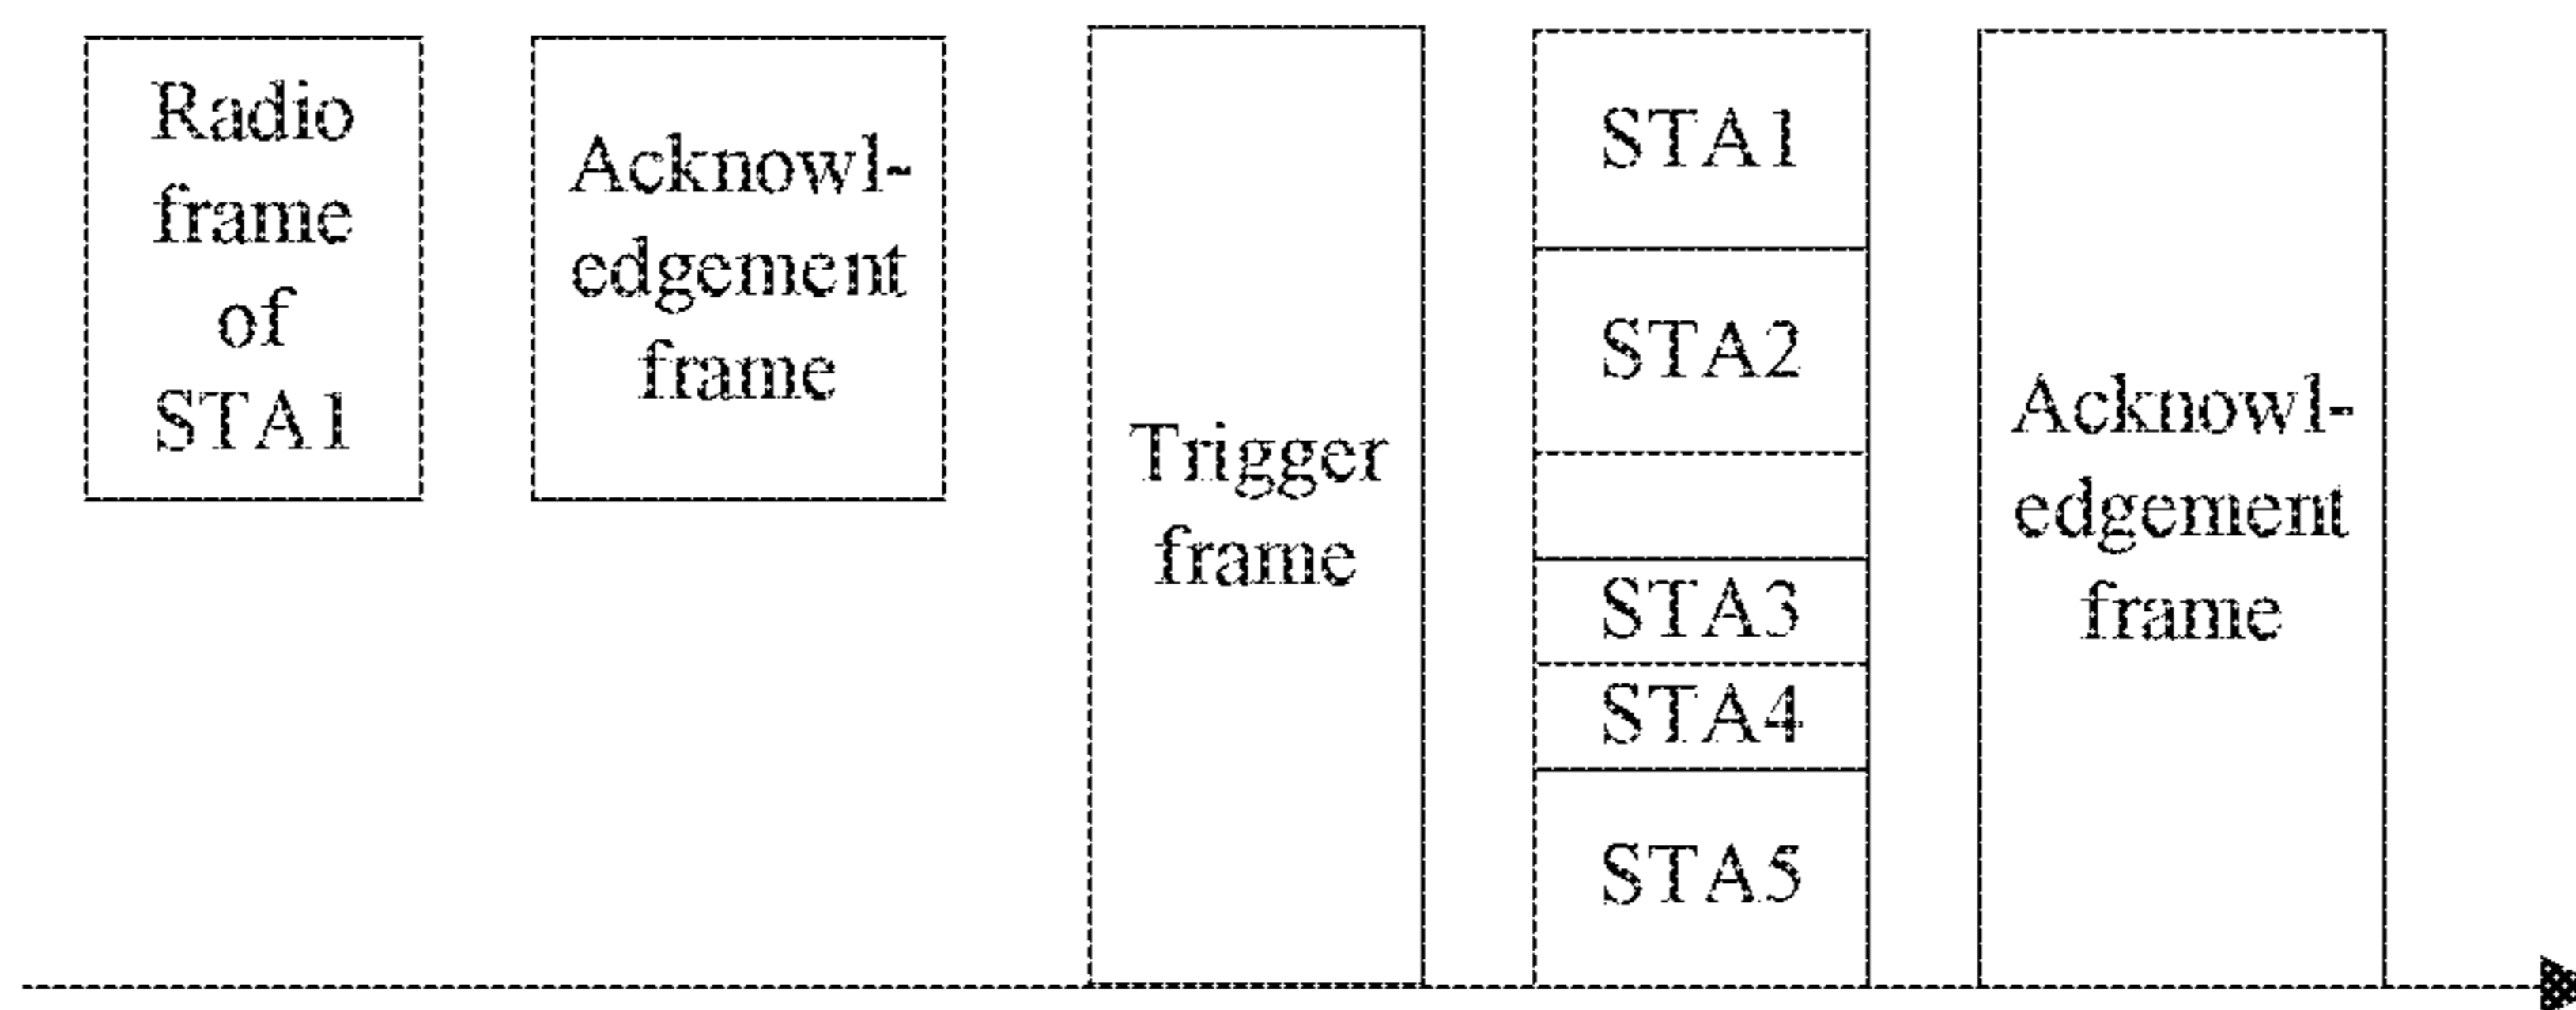 Radio
frame
of
STA1
Acknowl-
edgement
frame
Trigger
frame
STA1
STA2
STA3
STA4
STA5
Acknowl-
edgement
frame